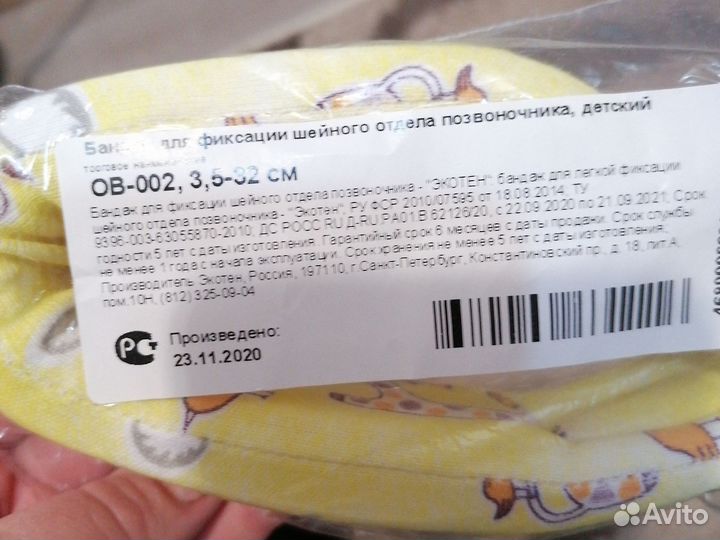 Бандаж для фиксации шейного отдела позвоночника, детский
торговое наименование
ОВ-002, 3,5-32 см
Бандаж для фиксации шейного отдела позвоночника - "ЭКОТЕН": бандаж для легкой фиксации
шейного отдела позвоночника - "Экотен"; РУ ФСР 2010/07595 от 18.08.2014; ТУ
9396-003-63055870-2010; ДС РОСС RU Д-RU.РА01.В.62126/20, с 22.09.2020 по 21.09.2021; Срок
годности 5 лет с даты изготовления. Гарантийный срок 6 месяцев с даты продажи. Срок службы
не менее 1 года с начала эксплуатации. Срок хранения не менее 5 лет с даты изготовления;
Производитель Экотен, Россия, 197110, г.Санкт-Петербург, Константиновский пр., д. 18, лит.А,
пом.10Н, (812) 325-09-04
РСТ
Произведено:
23.11.2020
Avito